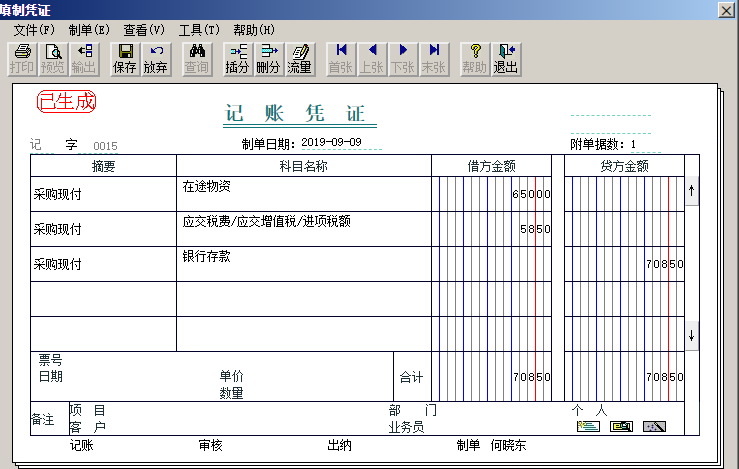 填制凭证
文件(F) 制单(E) 查看(V) 工具(T) 帮助(H)
打印 预览 输出 保存 放弃 查询 插分 删分 流量 首张 上张 下张 末张 帮助 退出
已生成
记 账 凭 证
记 字 0015 制单日期: 2019-09-09 附单据数: 1
摘要 科目名称 借方金额 贷方金额
采购现付 在途物资 65000
采购现付 应交税费/应交增值税/进项税额 5850
采购现付 银行存款 70850
票号
日期 单价 合计 70850 70850
数量
备注 项 目 部 门 个 人
客 户 业务员
记账 审核 出纳 制单 何晓东